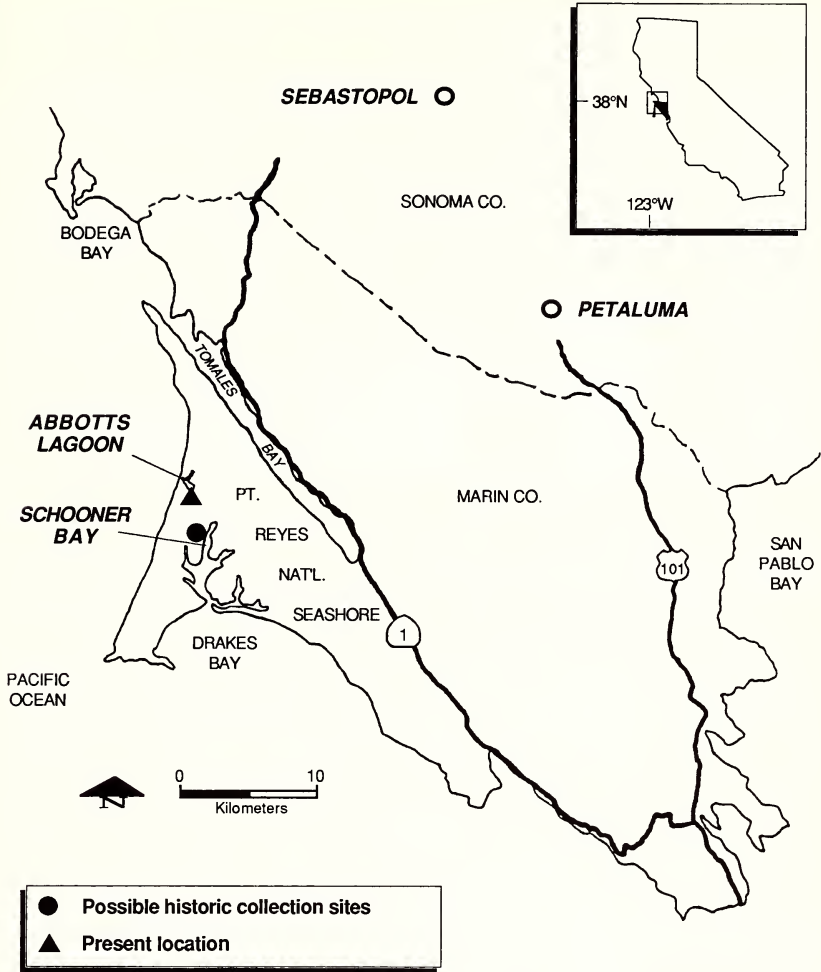 SEBASTOPOL
38°N
123°W
SONOMA CO.
BODEGA
BAY
PETALUMA
TOMALES
BAY
ABBOTTS
LAGOON
PT.
REYES
NAT'L.
SEASHORE
MARIN CO.
SCHOONER
BAY
101
SAN
PABLO
BAY
1
DRAKES
BAY
PACIFIC
OCEAN
N
0 10
Kilometers
Possible historic collection sites
Present location